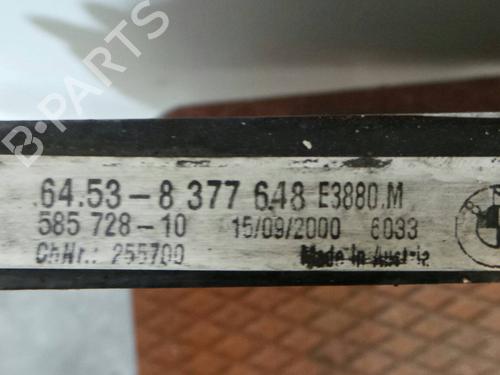 B-PARTS
64.53-8 377 648 E3880.M
585 728-10 15/09/2000 6033
ChNr.: 255700 Made In Austria